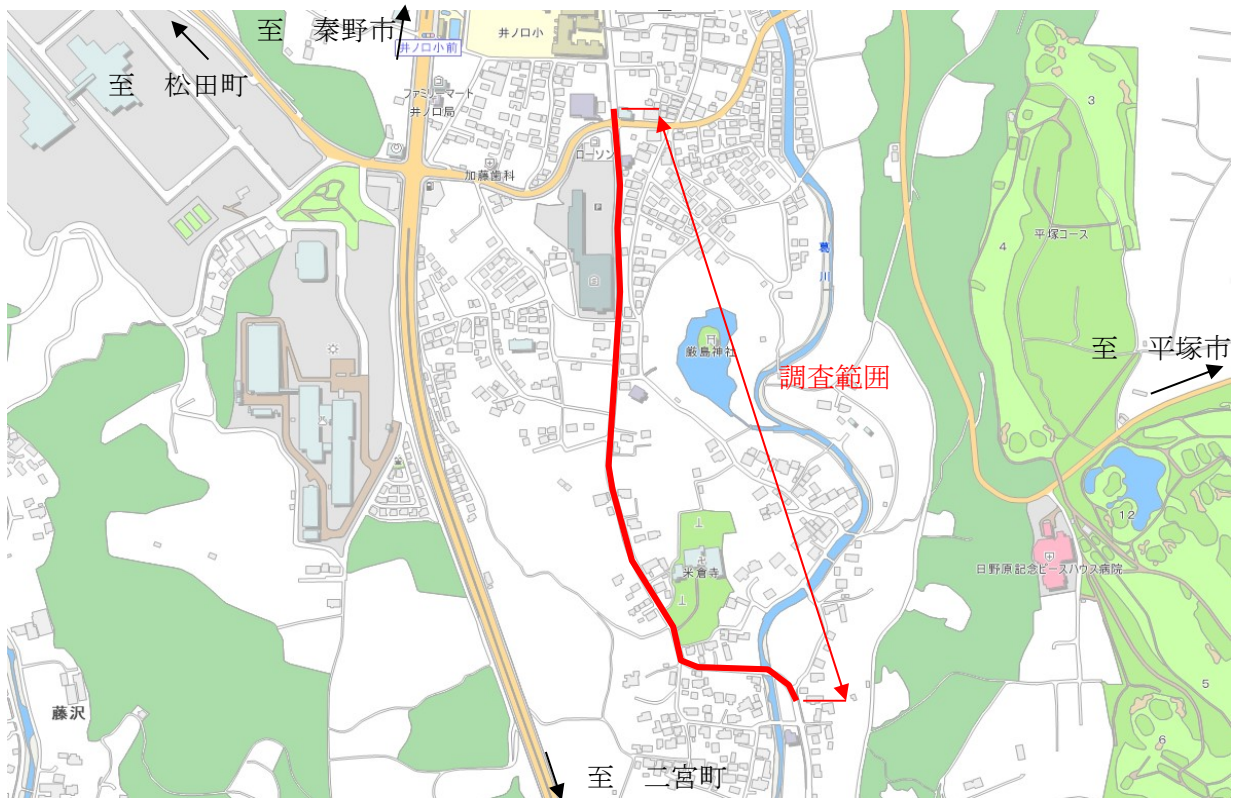 至 秦野市
井ノ口小
井ノ口小前
至 松田町
ファミリーマート
井ノ口局
ローソン
加藤歯科
3
4
平塚コース
葛川
厳島神社
至 平塚市
調査範囲
12
米倉寺
日野原記念ピースハウス病院
藤沢
5
6
至 二宮町